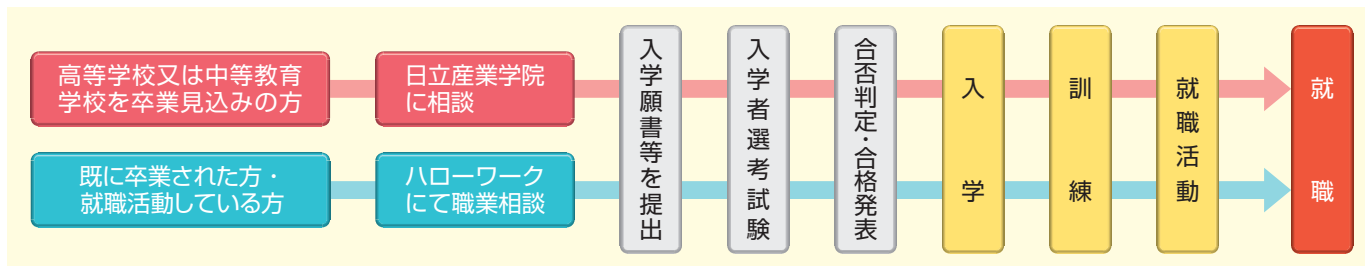 高等学校又は中等教育
学校を卒業見込みの方
日立産業学院
に相談
既に卒業された方・
就職活動している方
ハローワーク
にて職業相談
入学願書等を提出
入学者選考試験
合否判定・合格発表
入学
訓練
就職活動
就職